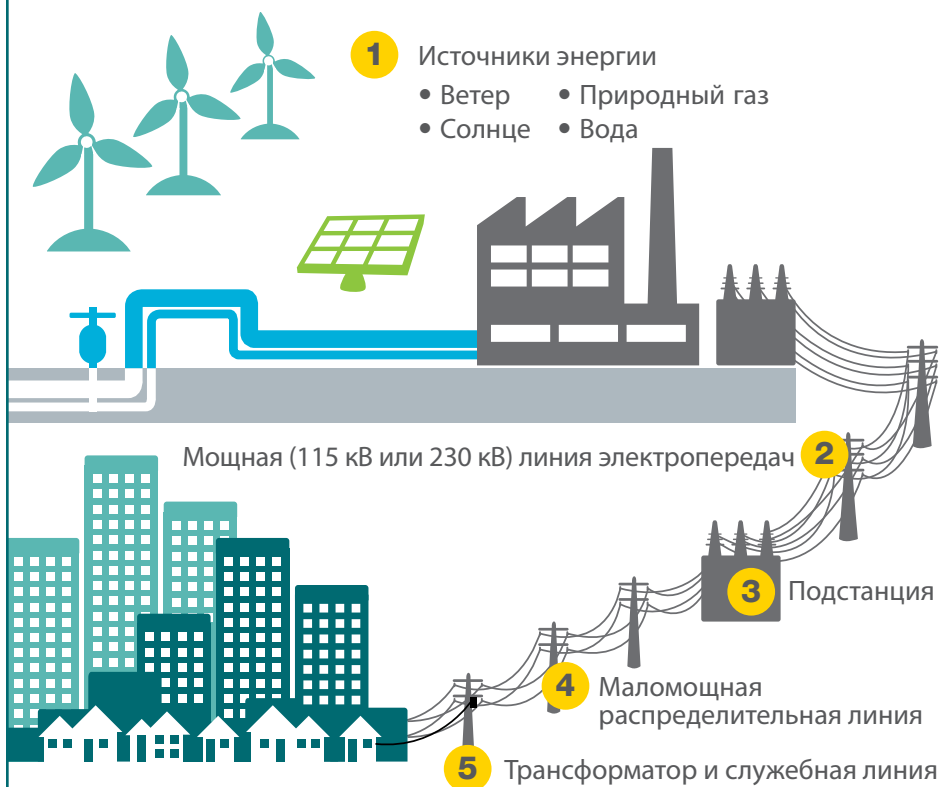 1 Источники энергии
• Ветер • Природный газ
• Солнце • Вода
Мощная (115 кВ или 230 кВ) линия электропередач 2
3 Подстанция
4 Маломощная
распределительная линия
5 Трансформатор и служебная линия